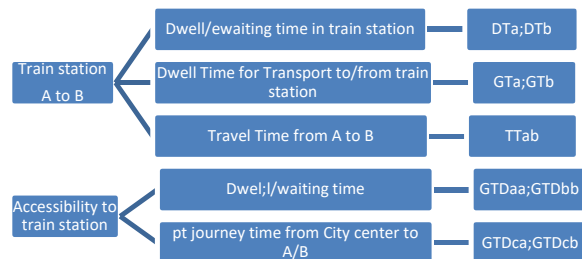 Train station
A to B
Dwell/ewaiting time in train station
DTa;DTb
Dwell Time for Transport to/from train
station
GTa;GTb
Travel Time from A to B
TTab
Accessibility to
train station
Dwel;l/waiting time
GTDaa;GTDbb
pt journey time from City center to
A/B
GTDca;GTDcb